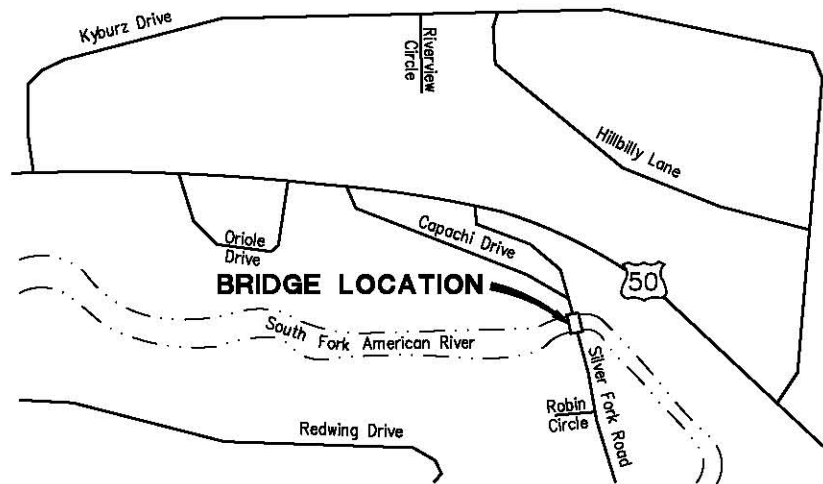 Kyburz Drive
Riverview
Circle
Hillbilly Lane
Oriole
Drive
Capachi Drive
50
BRIDGE LOCATION
South Fork American River
Silver Fork Road
Robin
Circle
Redwing Drive